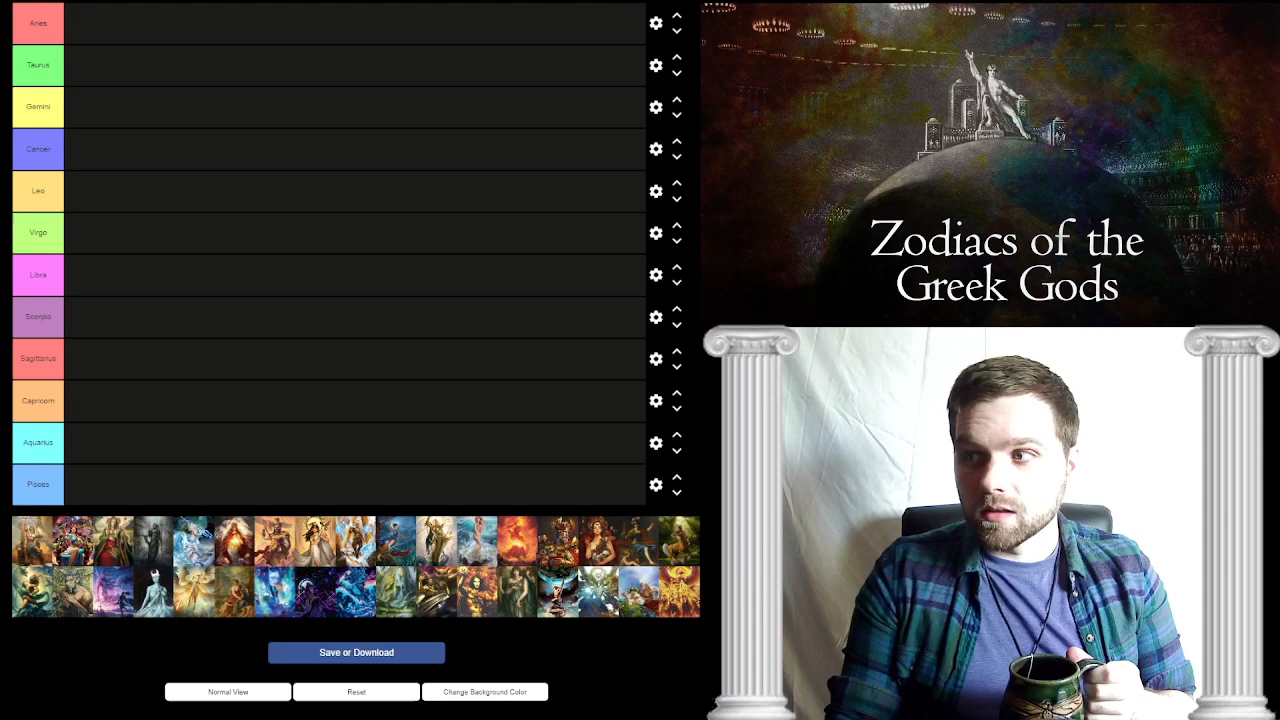 Aries
Taurus
Gemini
Cancer
Leo
Virgo
Libra
Scorpio
Sagittarius
Capricorn
Aquarius
Pisces
Save or Download
Normal View
Reset
Change Background Color
Zodiacs of the
Greek Gods